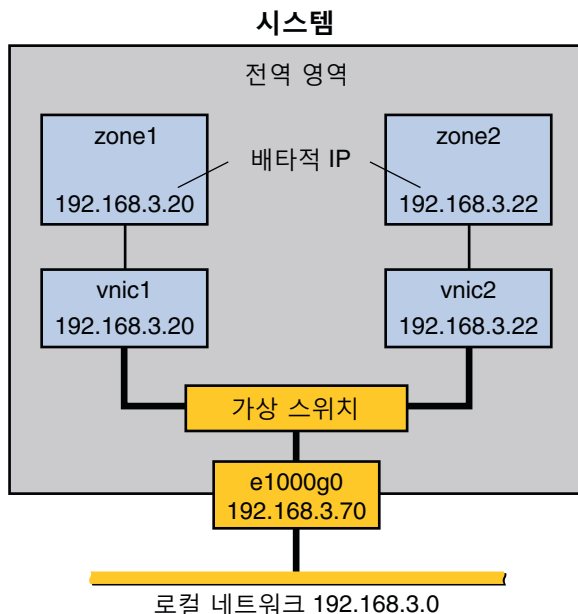 시스템
전역 영역
zone1
zone2
배타적 IP
192.168.3.20
192.168.3.22
vnic1
192.168.3.20
vnic2
192.168.3.22
가상 스위치
e1000g0
192.168.3.70
로컬 네트워크 192.168.3.0